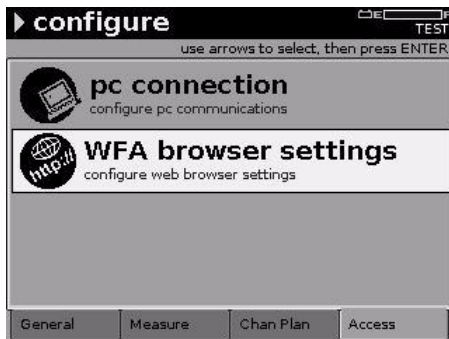 configure
E F
TEST
use arrows to select, then press ENTER
pc connection
configure pc communications
http://
WFA browser settings
configure web browser settings
General Measure Chan Plan Access